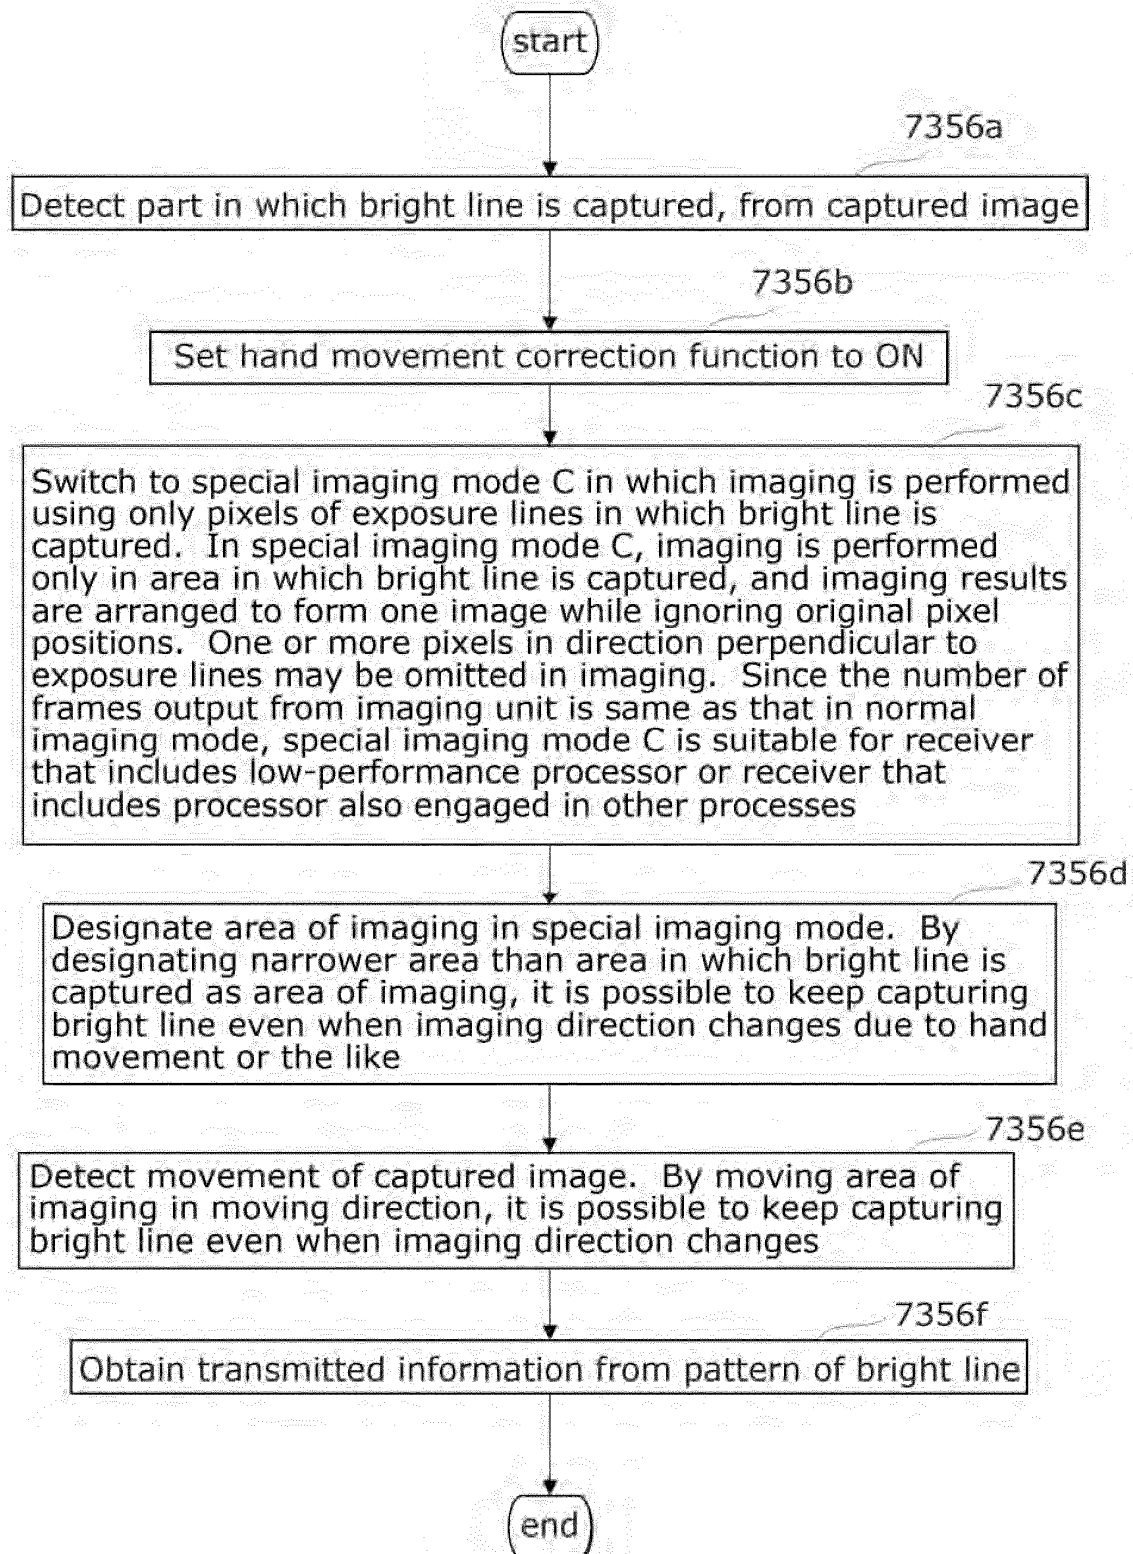 start
7356a
Detect part in which bright line is captured, from captured image
7356b
Set hand movement correction function to ON
7356c
Switch to special imaging mode C in which imaging is performed
using only pixels of exposure lines in which bright line is
captured.  In special imaging mode C, imaging is performed
only in area in which bright line is captured, and imaging results
are arranged to form one image while ignoring original pixel
positions.  One or more pixels in direction perpendicular to
exposure lines may be omitted in imaging.  Since the number of
frames output from imaging unit is same as that in normal
imaging mode, special imaging mode C is suitable for receiver
that includes low-performance processor or receiver that
includes processor also engaged in other processes
7356d
Designate area of imaging in special imaging mode.  By
designating narrower area than area in which bright line is
captured as area of imaging, it is possible to keep capturing
bright line even when imaging direction changes due to hand
movement or the like
7356e
Detect movement of captured image.  By moving area of
imaging in moving direction, it is possible to keep capturing
bright line even when imaging direction changes
7356f
Obtain transmitted information from pattern of bright line
end